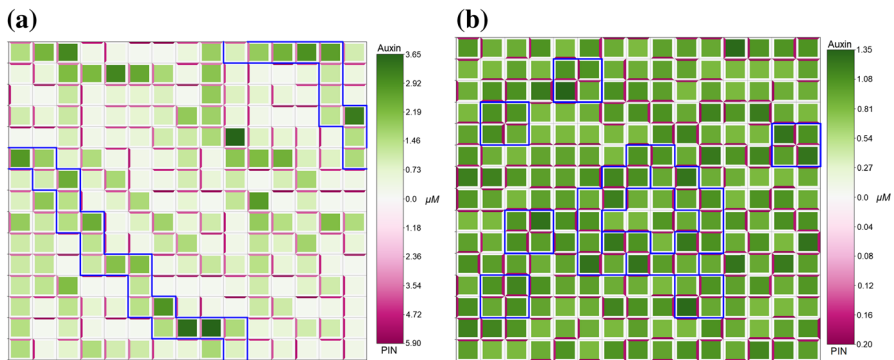 (a)
Auxin
3.65
2.92
2.19
1.46
0.73
0.0 μM
1.18
2.36
3.54
4.72
5.90
PIN
(b)
Auxin
1.35
1.08
0.81
0.54
0.27
0.0 μM
0.04
0.08
0.12
0.16
0.20
PIN